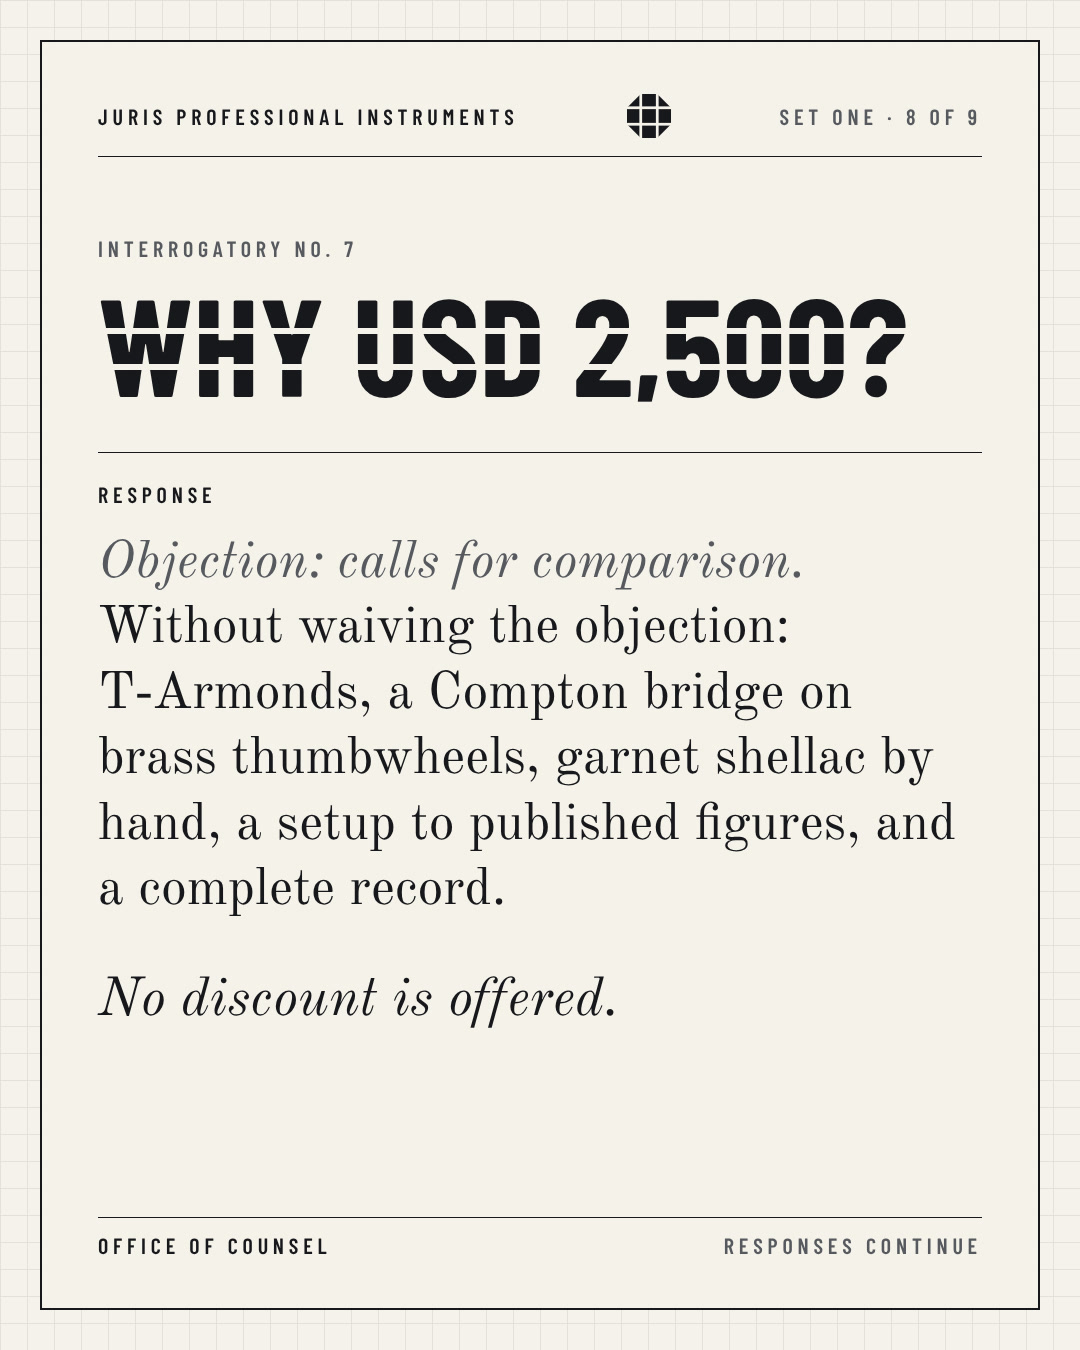 JURIS PROFESSIONAL INSTRUMENTS
SET ONE · 8 OF 9
INTERROGATORY NO. 7
WHY USD 2,500?
RESPONSE
Objection: calls for comparison.
Without waiving the objection:
T-Armonds, a Compton bridge on
brass thumbwheels, garnet shellac by
hand, a setup to published figures, and
a complete record.
No discount is offered.
OFFICE OF COUNSEL
RESPONSES CONTINUE